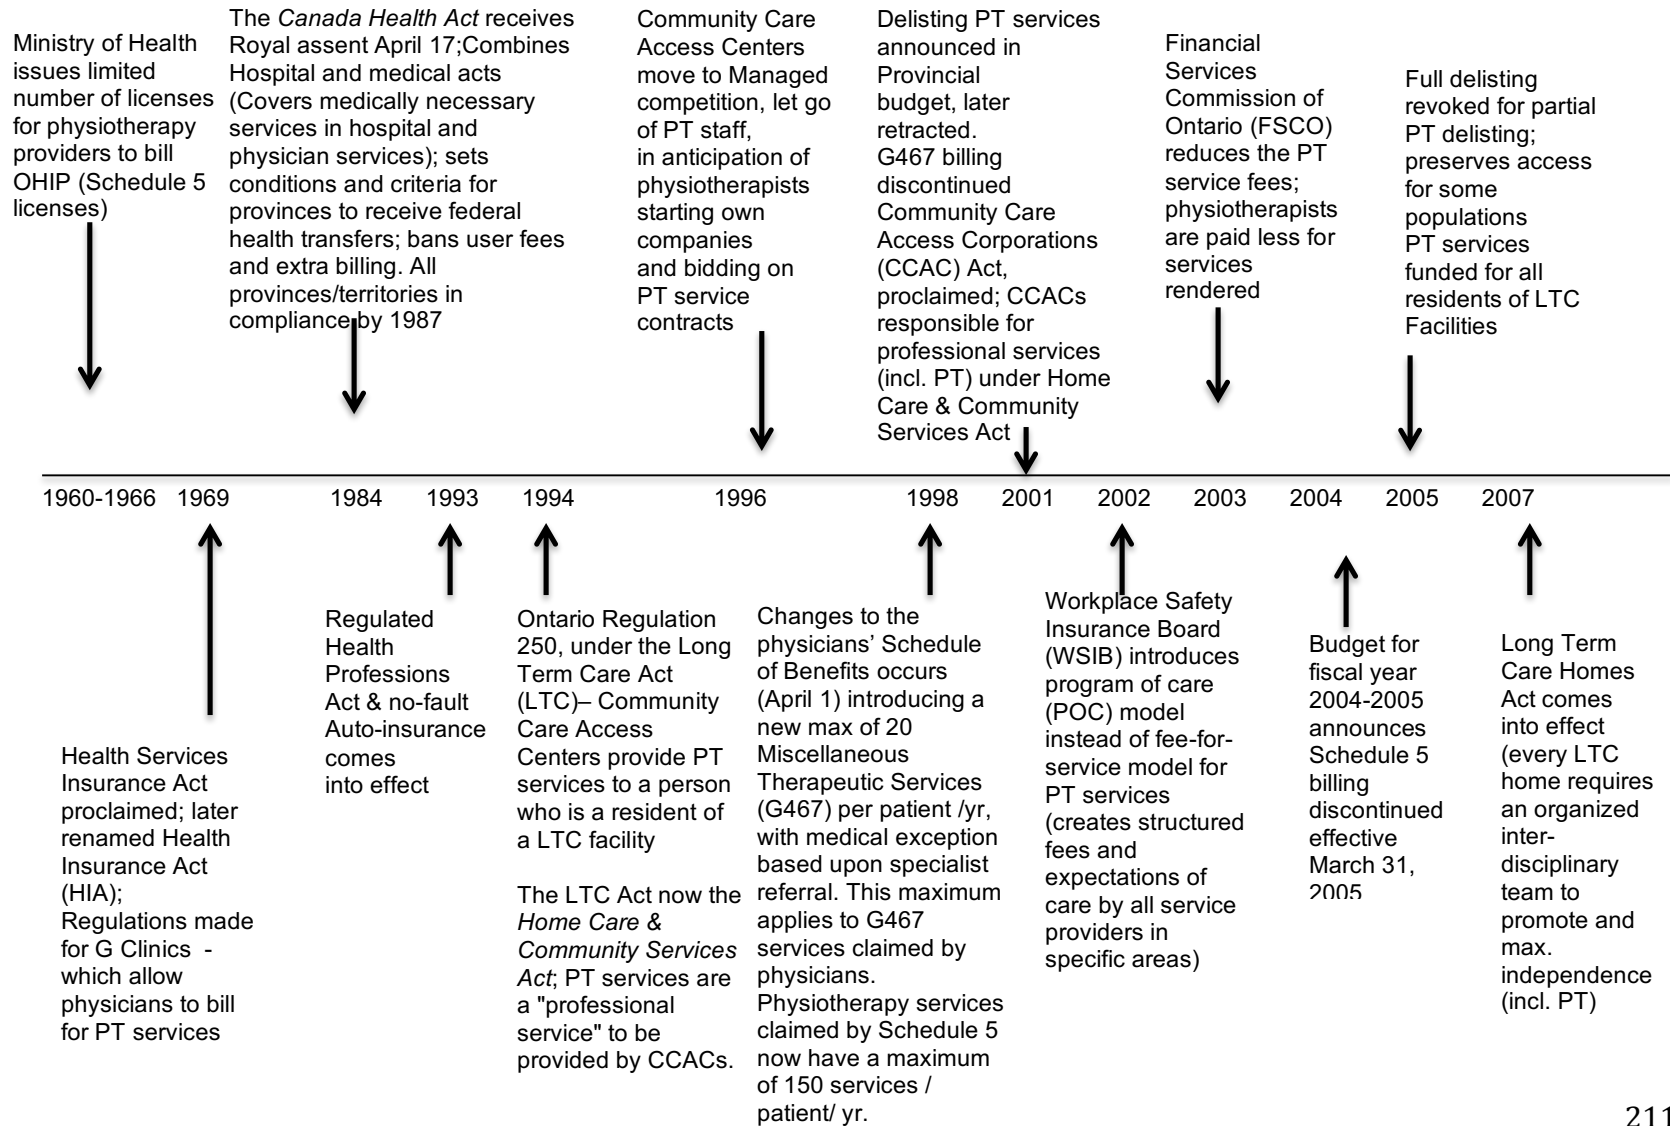 Ministry of Health
issues limited
number of licenses
for physiotherapy
providers to bill
OHIP (Schedule 5
licenses)
The Canada Health Act receives
Royal assent April 17;Combines
Hospital and medical acts
(Covers medically necessary
services in hospital and
physician services); sets
conditions and criteria for
provinces to receive federal
health transfers; bans user fees
and extra billing. All
provinces/territories in
compliance by 1987
Community Care
Access Centers
move to Managed
competition, let go
of PT staff,
in anticipation of
physiotherapists
starting own
companies
and bidding on
PT service
contracts
Delisting PT services
announced in
Provincial
budget, later
retracted.
G467 billing
discontinued
Community Care
Access Corporations
(CCAC) Act,
proclaimed; CCACs
responsible for
professional services
(incl. PT) under Home
Care & Community
Services Act
Financial
Services
Commission of
Ontario (FSCO)
reduces the PT
service fees;
physiotherapists
are paid less for
services
rendered
Full delisting
revoked for partial
PT delisting;
preserves access
for some
populations
PT services
funded for all
residents of LTC
Facilities
1960-1966 1969 1984 1993 1994 1996 1998 2001 2002 2003 2004 2005 2007
Health Services
Insurance Act
proclaimed; later
renamed Health
Insurance Act
(HIA);
Regulations made
for G Clinics -
which allow
physicians to bill
for PT services
Regulated
Health
Professions
Act & no-fault
Auto-insurance
comes
into effect
Ontario Regulation
250, under the Long
Term Care Act
(LTC)– Community
Care Access
Centers provide PT
services to a person
who is a resident of
a LTC facility
The LTC Act now the
Home Care &
Community Services
Act; PT services are
a "professional
service" to be
provided by CCACs.
Changes to the
physicians’ Schedule
of Benefits occurs
(April 1) introducing a
new max of 20
Miscellaneous
Therapeutic Services
(G467) per patient /yr,
with medical exception
based upon specialist
referral. This maximum
applies to G467
services claimed by
physicians.
Physiotherapy services
claimed by Schedule 5
now have a maximum
of 150 services /
patient/ yr.
Workplace Safety
Insurance Board
(WSIB) introduces
program of care
(POC) model
instead of fee-for-
service model for
PT services
(creates structured
fees and
expectations of
care by all service
providers in
specific areas)
Budget for
fiscal year
2004-2005
announces
Schedule 5
billing
discontinued
effective
March 31,
2005
Long Term
Care Homes
Act comes
into effect
(every LTC
home requires
an organized
inter-
disciplinary
team to
promote and
max.
independence
(incl. PT)
211